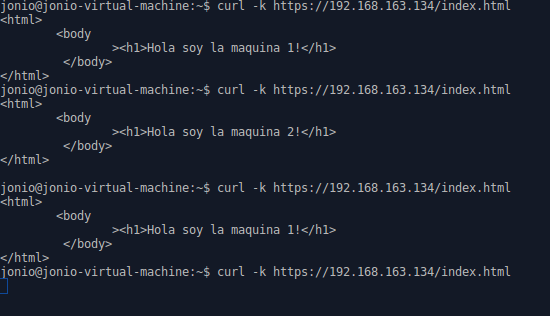 jonio@jonio-virtual-machine:~$ curl -k https://192.168.163.134/index.html
<html>
        <body
                ><h1>Hola soy la maquina 1!</h1>
         </body>
</html>
jonio@jonio-virtual-machine:~$ curl -k https://192.168.163.134/index.html
<html>
        <body
                ><h1>Hola soy la maquina 2!</h1>
         </body>
</html>

jonio@jonio-virtual-machine:~$ curl -k https://192.168.163.134/index.html
<html>
        <body
                ><h1>Hola soy la maquina 1!</h1>
         </body>
</html>
jonio@jonio-virtual-machine:~$ curl -k https://192.168.163.134/index.html